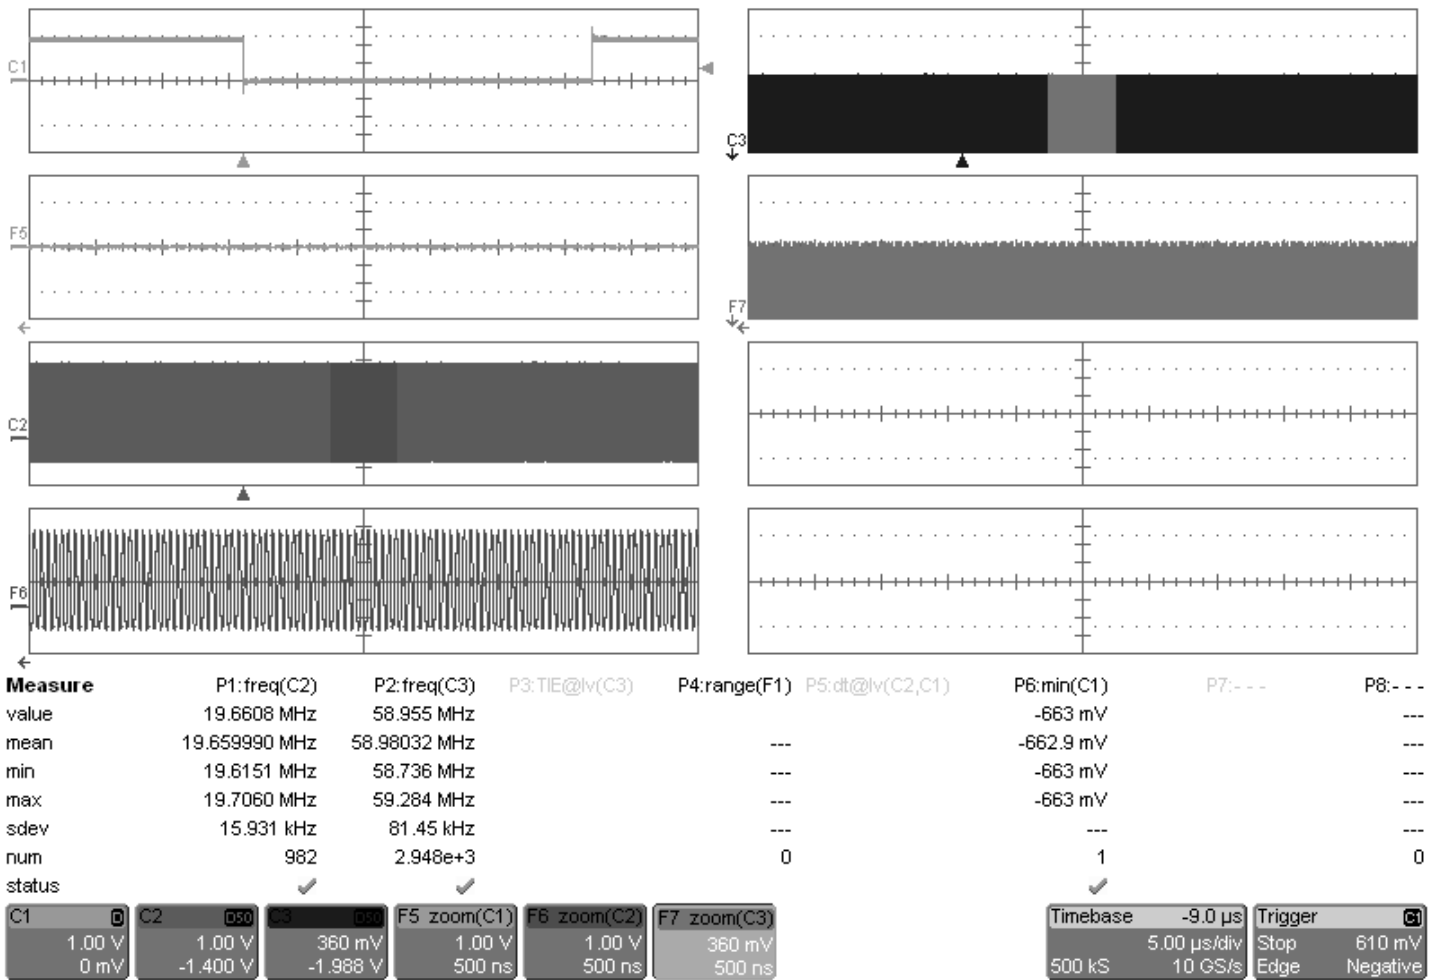 C1
C3
F5
F7
C2
F6
Measure P1:freq(C2) P2:freq(C3) P3:TIE@lv(C3) P4:range(F1) P5:dt@lv(C2,C1) P6:min(C1) P7:- - - P8:- - -
value 19.6608 MHz 58.955 MHz -663 mV ---
mean 19.659990 MHz 58.98032 MHz --- -662.9 mV ---
min 19.6151 MHz 58.736 MHz --- -663 mV ---
max 19.7060 MHz 59.284 MHz --- -663 mV ---
sdev 15.931 kHz 81.45 kHz --- --- ---
num 982 2.948e+3 0 1 0
status
C1 D C2 D50 C3 D50 F5 zoom(C1) F6 zoom(C2) F7 zoom(C3) Timebase -9.0 µs Trigger C1
1.00 V 1.00 V 360 mV 1.00 V 1.00 V 360 mV 5.00 µs/div Stop 610 mV
0 mV -1.400 V -1.988 V 500 ns 500 ns 500 ns 500 kS 10 GS/s Edge Negative